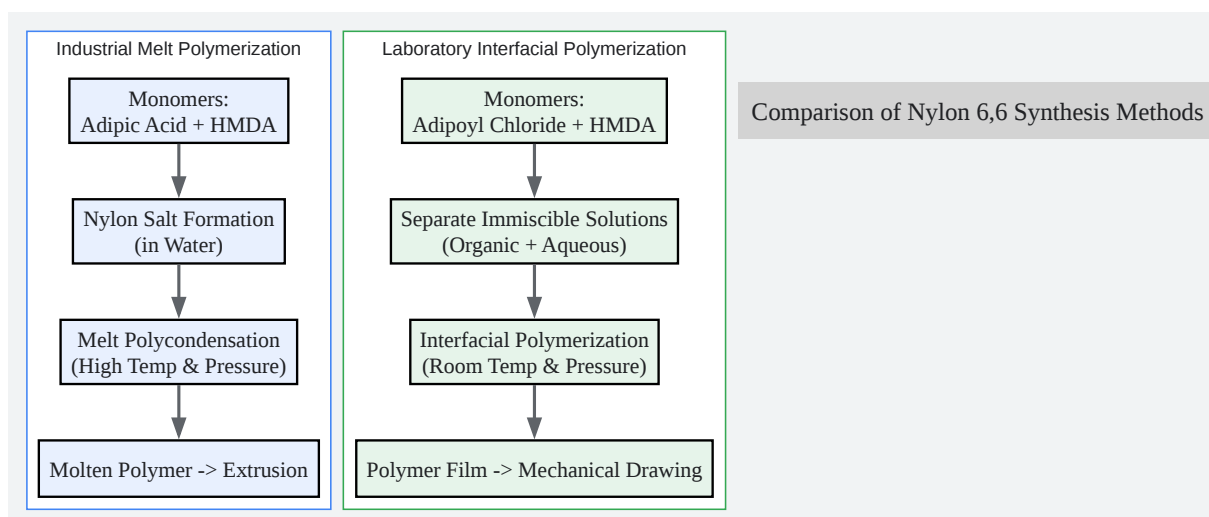 Industrial Melt Polymerization
Monomers:
Adipic Acid + HMDA
Nylon Salt Formation
(in Water)
Melt Polycondensation
(High Temp & Pressure)
Molten Polymer -> Extrusion
Laboratory Interfacial Polymerization
Monomers:
Adipoyl Chloride + HMDA
Separate Immiscible Solutions
(Organic + Aqueous)
Interfacial Polymerization
(Room Temp & Pressure)
Polymer Film -> Mechanical Drawing
Comparison of Nylon 6,6 Synthesis Methods